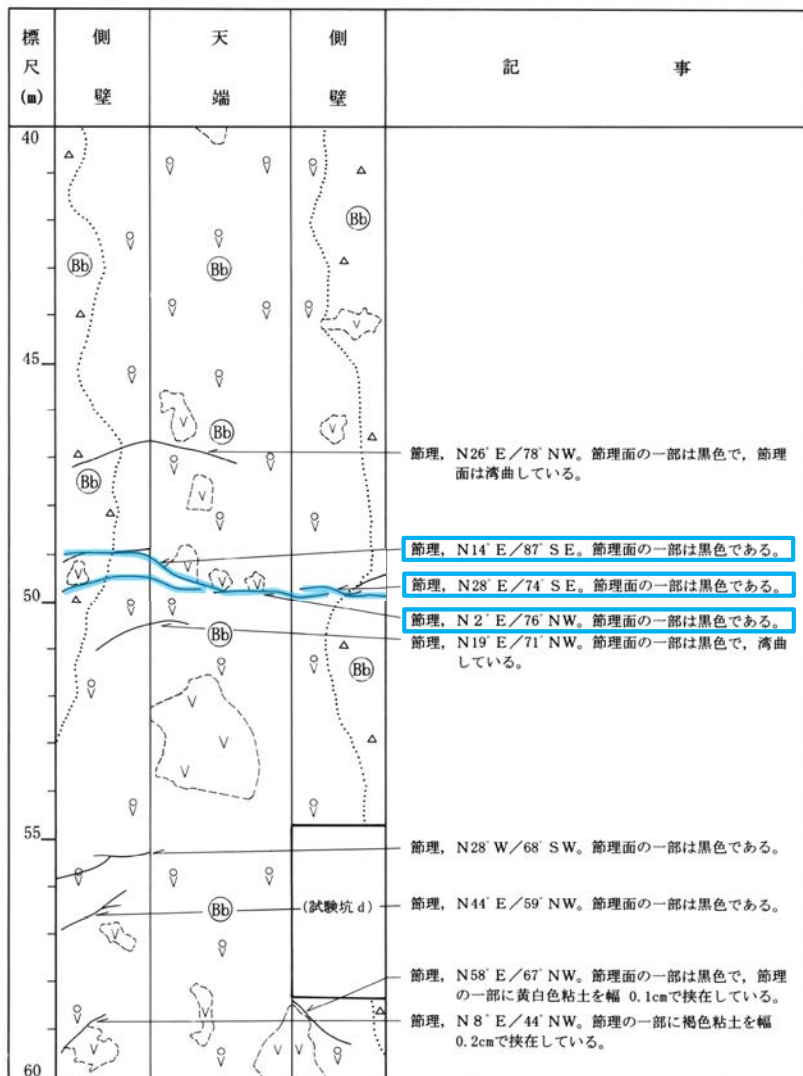 標尺(m)
側壁
天端
側壁
記事
40
Bb
Bb
Bb
V
45
V
Bb
V
節理, N26°E/78°NW。節理面の一部は黒色で, 節理
面は湾曲している。
Bb
V
節理, N14°E/87°SE。節理面の一部は黒色である。
V
V
V
節理, N28°E/74°SE。節理面の一部は黒色である。
50
節理, N2°E/76°NW。節理面の一部は黒色である。
Bb
節理, N19°E/71°NW。節理面の一部は黒色で, 湾曲
している。
Bb
V
V
V
V
55
節理, N28°W/68°SW。節理面の一部は黒色である。
Bb
(試験坑d)
節理, N44°E/59°NW。節理面の一部は黒色である。
V
節理, N58°E/67°NW。節理面の一部は黒色で, 節理
の一部に黄白色粘土を幅 0.1cmで挟在している。
V
節理, N8°E/44°NW。節理の一部に褐色粘土を幅
0.2cmで挟在している。
V
V
60